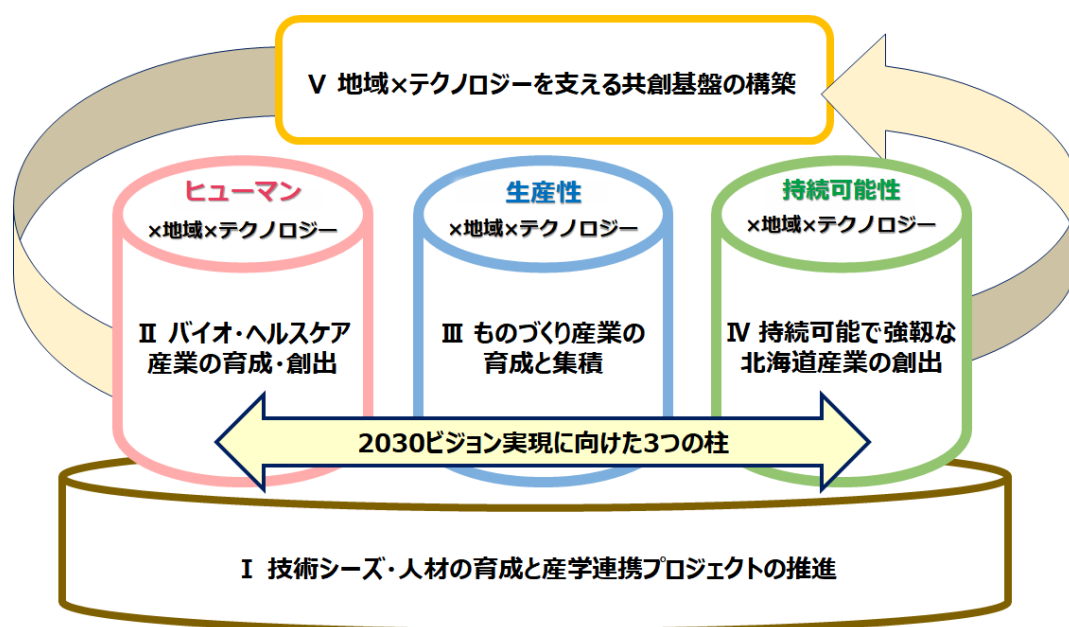 Ⅴ 地域×テクノロジーを支える共創基盤の構築
ヒューマン
×地域×テクノロジー
生産性
×地域×テクノロジー
持続可能性
×地域×テクノロジー
Ⅱ バイオ・ヘルスケア
産業の育成・創出
Ⅲ ものづくり産業の
育成と集積
Ⅳ 持続可能で強靭な
北海道産業の創出
2030ビジョン実現に向けた3つの柱
Ⅰ 技術シーズ・人材の育成と産学連携プロジェクトの推進